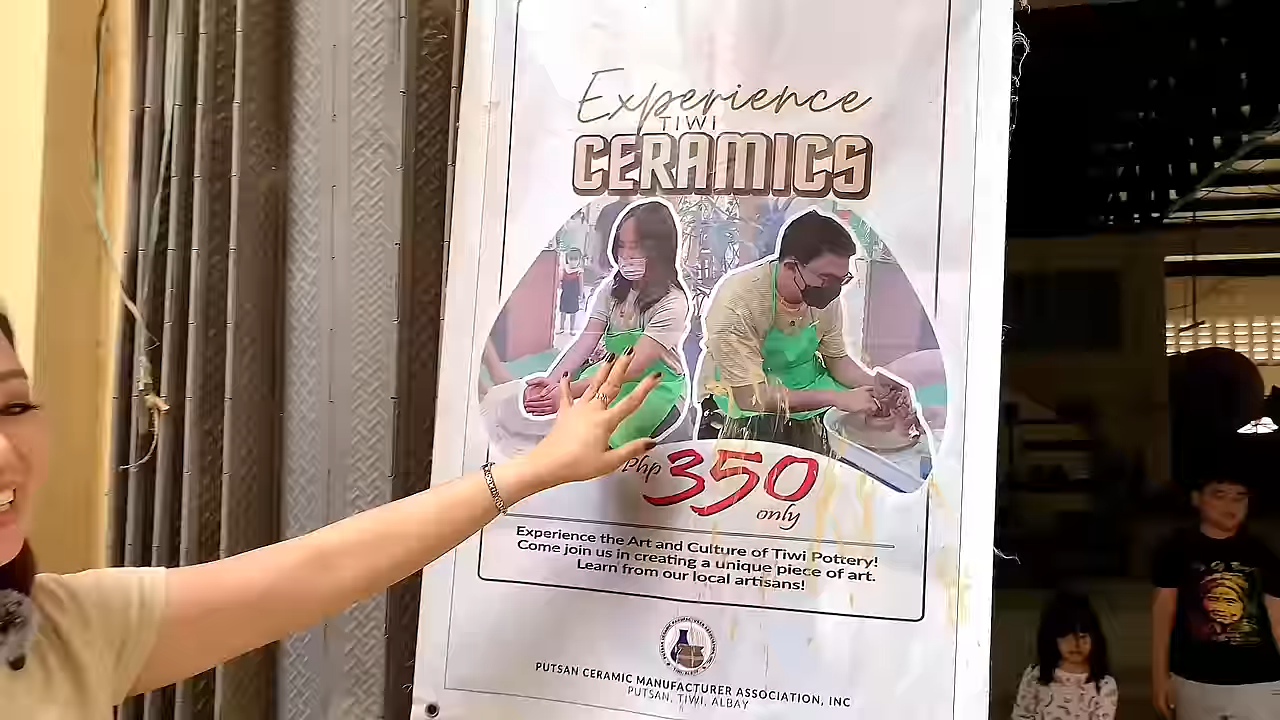 Experience
TIWI
CERAMICS
Php 350
only
Experience the Art and Culture of Tiwi Pottery!
Come join us in creating a unique piece of art.
Learn from our local artisans!
PUTSAN CERAMIC MANUFACTURER ASSOCIATION, INC
PUTSAN, TIWI, ALBAY